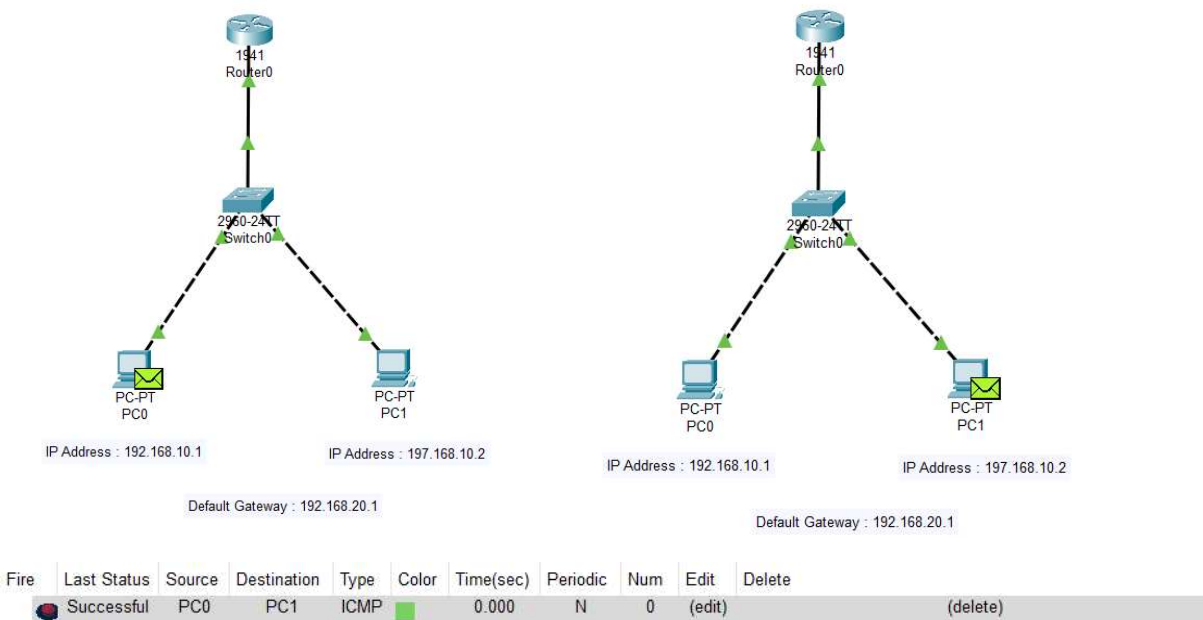 1941
Router0
2960-24TT
Switch0
PC-PT
PC0
PC-PT
PC1
IP Address : 192.168.10.1
IP Address : 197.168.10.2
Default Gateway : 192.168.20.1
1941
Router0
2960-24TT
Switch0
PC-PT
PC0
PC-PT
PC1
IP Address : 192.168.10.1
IP Address : 197.168.10.2
Default Gateway : 192.168.20.1
Fire Last Status Source Destination Type Color Time(sec) Periodic Num Edit Delete
Successful PC0 PC1 ICMP 0.000 N 0 (edit) (delete)